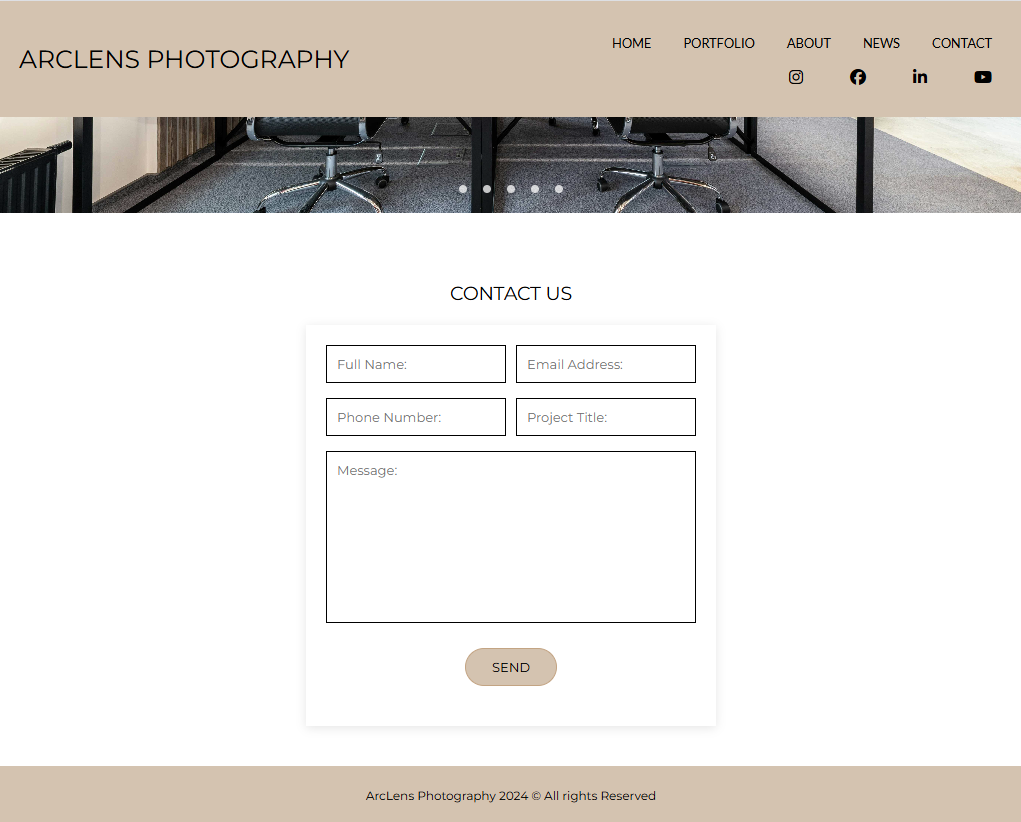 ARCLENS PHOTOGRAPHY
HOME PORTFOLIO ABOUT NEWS CONTACT
CONTACT US
Full Name: Email Address:
Phone Number: Project Title:
Message:
SEND
ArcLens Photography 2024 © All rights Reserved